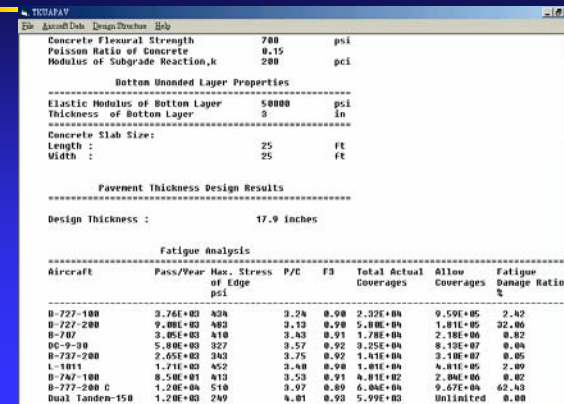 TKUAPAV
File Aircraft Data Design Structure Help
Concrete Flexural Strength 700 psi
Poisson Ratio of Concrete 0.15
Modulus of Subgrade Reaction,k 200 pci
Bottom Unonded Layer Properties
Elastic Modulus of Bottom Layer 50000 psi
Thickness of Bottom Layer 3 in
Concrete Slab Size:
Length : 25 ft
Width : 25 ft
Pavement Thickness Design Results
Design Thickness : 17.9 inches
Fatigue Analysis
Aircraft Pass/Year Max. Stress P/C F3 Total Actual Allow Fatigue
of Edge Coverages Coverages Damage Ratio
psi %
B-727-100 3.76E+03 434 3.24 0.90 2.32E+04 9.59E+05 2.42
B-727-200 9.08E+03 483 3.13 0.90 5.80E+04 1.81E+05 32.06
B-707 3.05E+03 410 3.43 0.91 1.78E+04 2.18E+06 0.82
DC-9-30 5.80E+03 327 3.57 0.92 3.25E+04 8.13E+07 0.04
B-737-200 2.65E+03 343 3.75 0.92 1.41E+04 3.10E+07 0.05
L-1011 1.71E+03 452 3.40 0.90 1.01E+04 4.81E+05 2.09
B-747-100 8.50E+01 413 3.53 0.91 4.81E+02 2.04E+06 0.02
B-777-200 C 1.20E+04 510 3.97 0.89 6.04E+04 9.67E+04 62.43
Dual Tandem-150 1.20E+03 249 4.01 0.93 5.99E+03 Unlimited 0.00